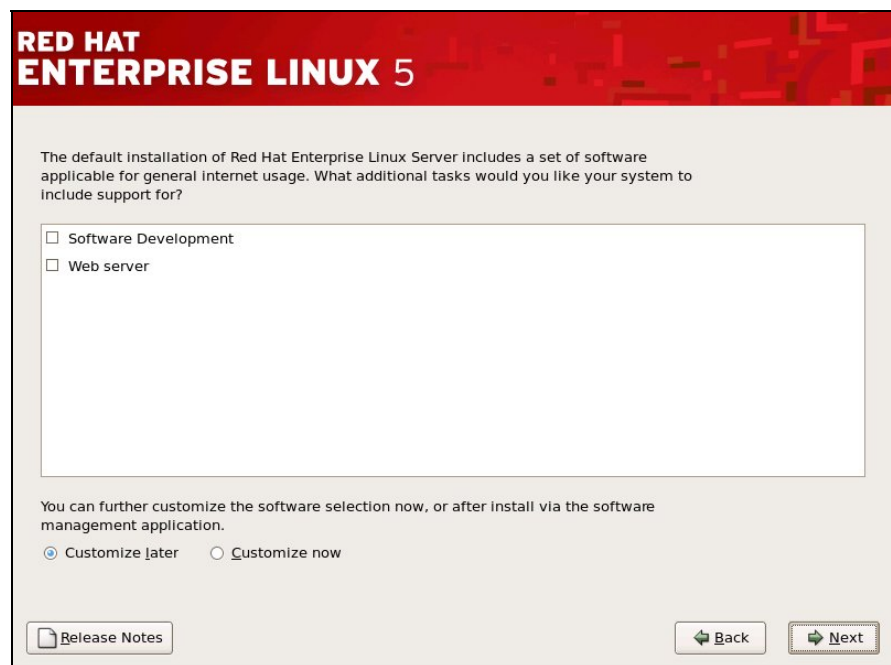 RED HAT
ENTERPRISE LINUX 5
The default installation of Red Hat Enterprise Linux Server includes a set of software
applicable for general internet usage. What additional tasks would you like your system to
include support for?
Software Development
Web server
You can further customize the software selection now, or after install via the software
management application.
Customize later Customize now
Release Notes Back Next